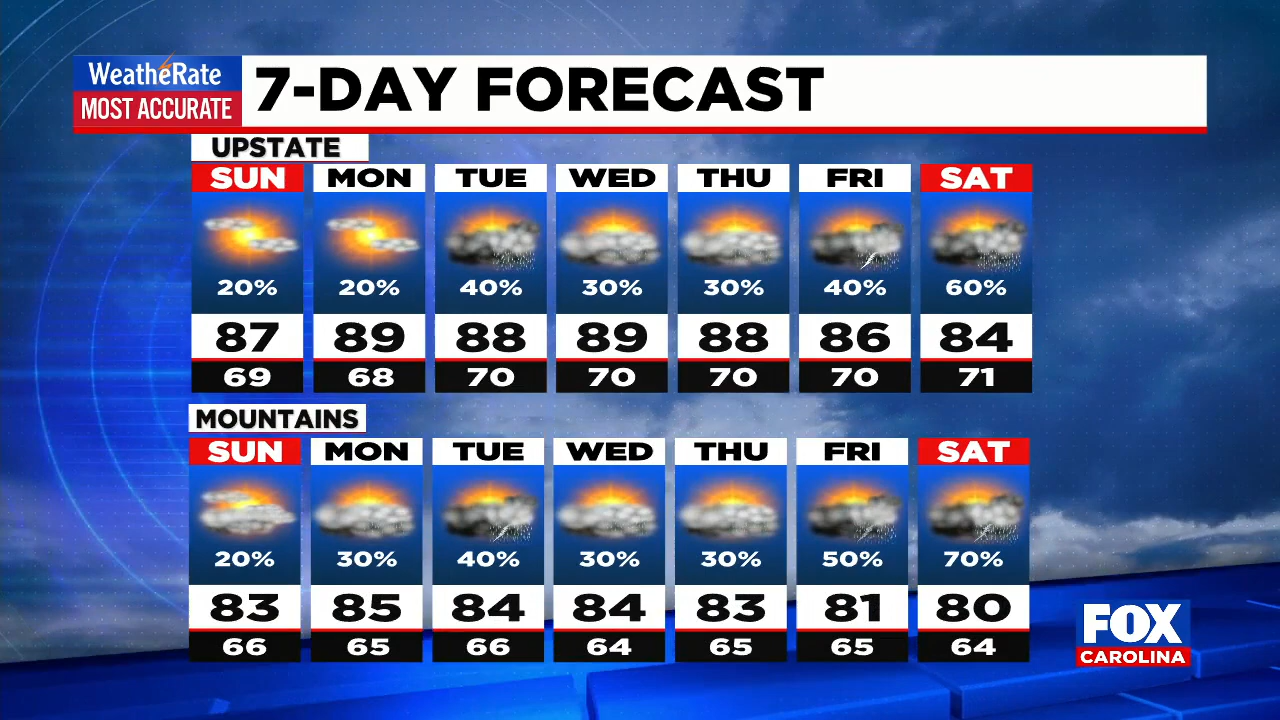 WeatheRate
MOST ACCURATE
7-DAY FORECAST
UPSTATE
SUN MON TUE WED THU FRI SAT
20% 20% 40% 30% 30% 40% 60%
87 89 88 89 88 86 84
69 68 70 70 70 70 71
MOUNTAINS
SUN MON TUE WED THU FRI SAT
20% 30% 40% 30% 30% 50% 70%
83 85 84 84 83 81 80
66 65 66 64 65 65 64
FOX
CAROLINA